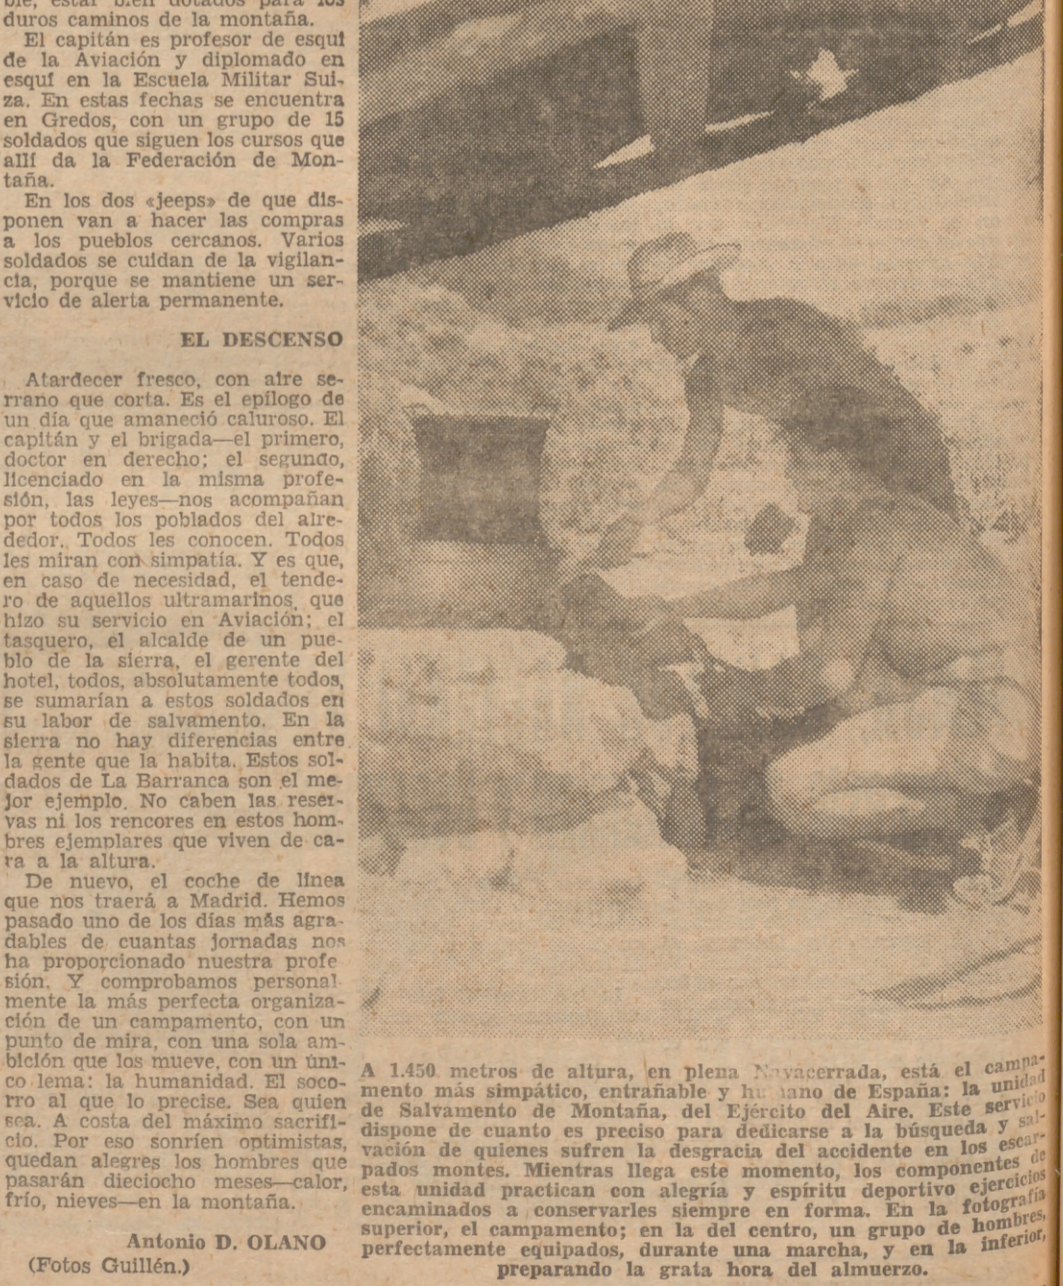 ble, estar bien dotados para los
duros caminos de la montaña.
El capitán es profesor de esquí
de la Aviación y diplomado en
esquí en la Escuela Militar Sui-
za. En estas fechas se encuentra
en Gredos, con un grupo de 15
soldados que siguen los cursos que
allí da la Federación de Mon-
taña.
En los dos «jeeps» de que dis-
ponen van a hacer las compras
a los pueblos cercanos. Varios
soldados se cuidan de la vigilan-
cia, porque se mantiene un ser-
vicio de alerta permanente.
EL DESCENSO
Atardecer fresco, con aire se-
rrano que corta. Es el epílogo de
un día que amaneció caluroso. El
capitán y el brigada—el primero,
doctor en derecho; el segundo,
licenciado en la misma profe-
sión, las leyes—nos acompañan
por todos los poblados del alre-
dedor. Todos les conocen. Todos
les miran con simpatía. Y es que,
en caso de necesidad, el tende-
ro de aquellos ultramarinos, que
hizo su servicio en Aviación; el
tasquero, el alcalde de un pue-
blo de la sierra, el gerente del
hotel, todos, absolutamente todos,
se sumarían a estos soldados en
su labor de salvamento. En la
sierra no hay diferencias entre
la gente que la habita. Estos sol-
dados de La Barranca son el me-
jor ejemplo. No caben las reser-
vas ni los rencores en estos hom-
bres ejemplares que viven de ca-
ra a la altura.
De nuevo, el coche de línea
que nos traerá a Madrid. Hemos
pasado uno de los días más agra-
dables de cuantas jornadas nos
ha proporcionado nuestra profe
sión. Y comprobamos personal
mente la más perfecta organiza-
ción de un campamento, con un
punto de mira, con una sola am-
bición que los mueve, con un úni-
co lema: la humanidad. El soco-
rro al que lo precise. Sea quien
sea. A costa del máximo sacrifi-
cio. Por eso sonríen optimistas,
quedan alegres los hombres que
pasarán dieciocho meses—calor,
frío, nieves—en la montaña.
Antonio D. OLANO
(Fotos Guillén.)
A 1.450 metros de altura, en plena Navacerrada, está el campa-
mento más simpático, entrañable y humano de España: la unidad
de Salvamento de Montaña, del Ejército del Aire. Este servicio
dispone de cuanto es preciso para dedicarse a la búsqueda y sal-
vación de quienes sufren la desgracia del accidente en los escar-
pados montes. Mientras llega este momento, los componentes de
esta unidad practican con alegría y espíritu deportivo ejercicios
encaminados a conservarles siempre en forma. En la fotografía
superior, el campamento; en la del centro, un grupo de hombres,
perfectamente equipados, durante una marcha, y en la inferior,
preparando la grata hora del almuerzo.